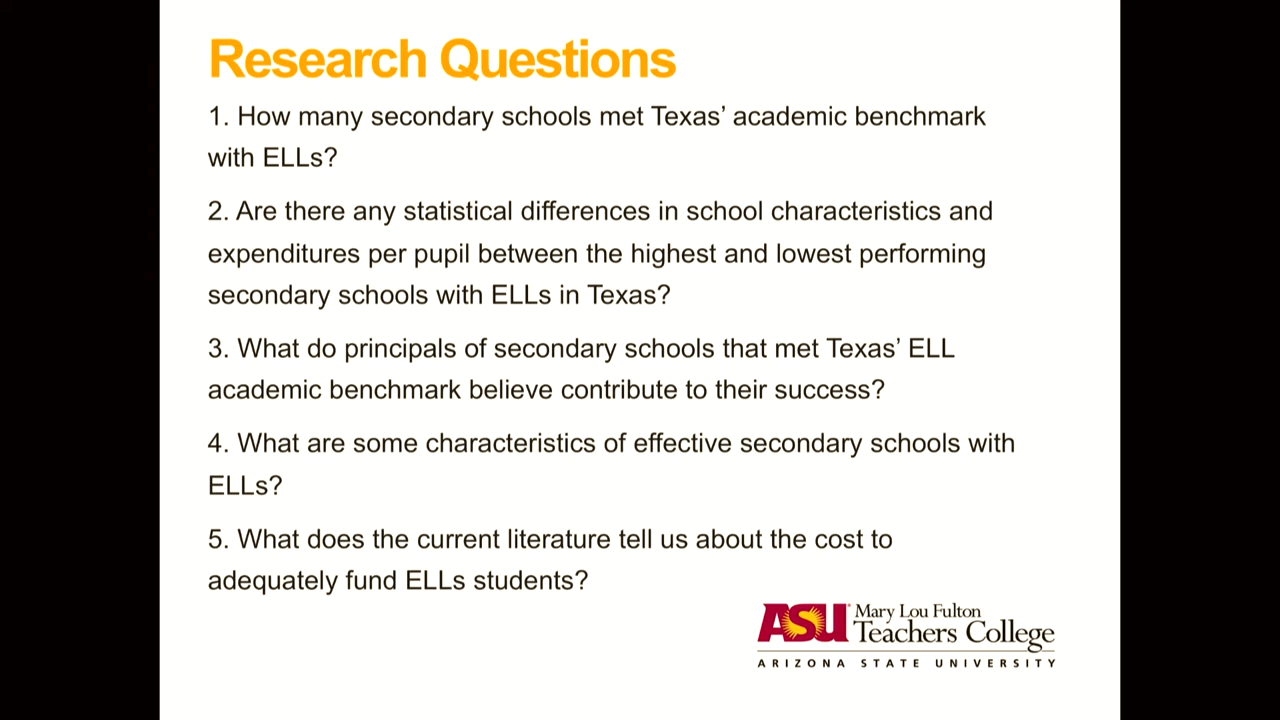 Research Questions
1. How many secondary schools met Texas’ academic benchmark
with ELLs?
2. Are there any statistical differences in school characteristics and
expenditures per pupil between the highest and lowest performing
secondary schools with ELLs in Texas?
3. What do principals of secondary schools that met Texas’ ELL
academic benchmark believe contribute to their success?
4. What are some characteristics of effective secondary schools with
ELLs?
5. What does the current literature tell us about the cost to
adequately fund ELLs students?
ASU Mary Lou Fulton
Teachers College
ARIZONA STATE UNIVERSITY